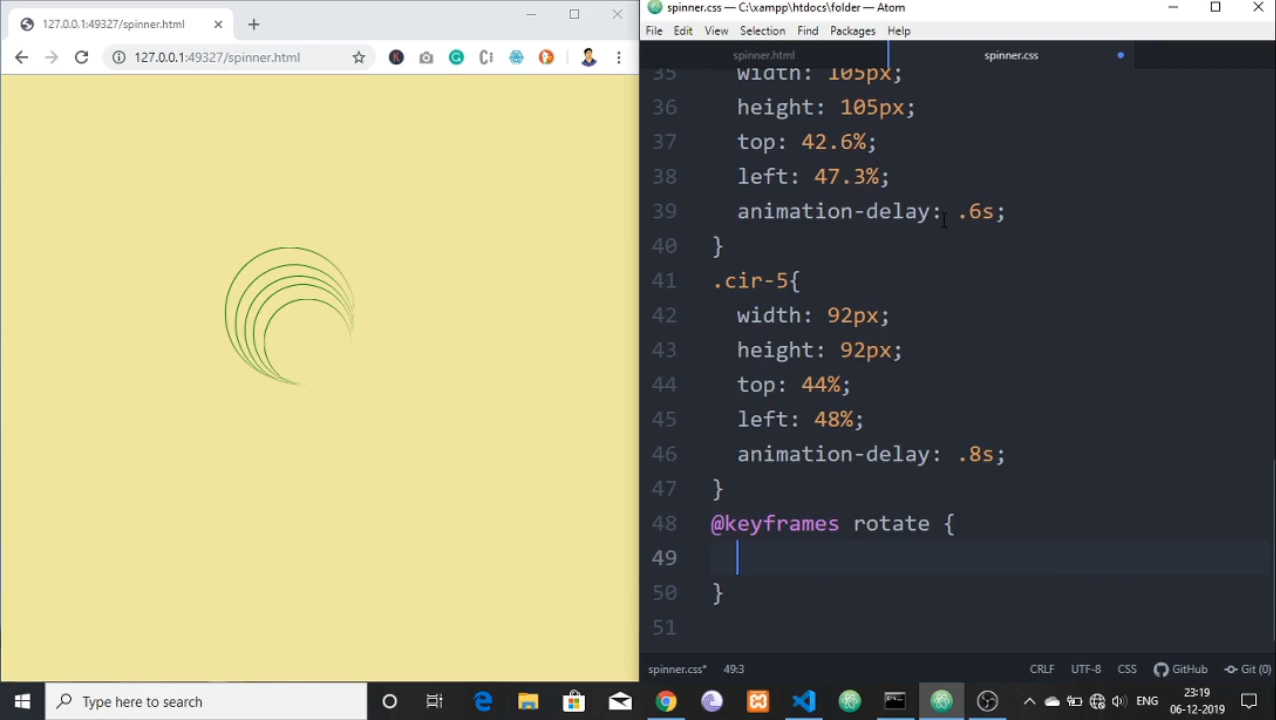 127.0.0.1:49327/spinner.html
127.0.0.1:49327/spinner.html
spinner.css — C:\xampp\htdocs\folder — Atom
File Edit View Selection Find Packages Help
spinner.html spinner.css
35 width: 105px;
36 height: 105px;
37 top: 42.6%;
38 left: 47.3%;
39 animation-delay: .6s;
40 }
41 .cir-5{
42 width: 92px;
43 height: 92px;
44 top: 44%;
45 left: 48%;
46 animation-delay: .8s;
47 }
48 @keyframes rotate {
49
50 }
51
spinner.css* 49:3 CRLF UTF-8 CSS GitHub Git (0)
Type here to search
ENG
23:19
06-12-2019